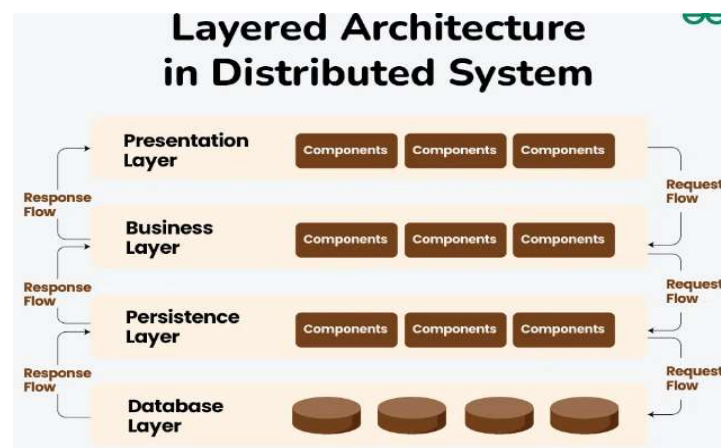 Layered Architecture
in Distributed System
Presentation
Layer
Components
Components
Components
Response
Flow
Request
Flow
Business
Layer
Components
Components
Components
Response
Flow
Request
Flow
Persistence
Layer
Components
Components
Components
Response
Flow
Request
Flow
Database
Layer